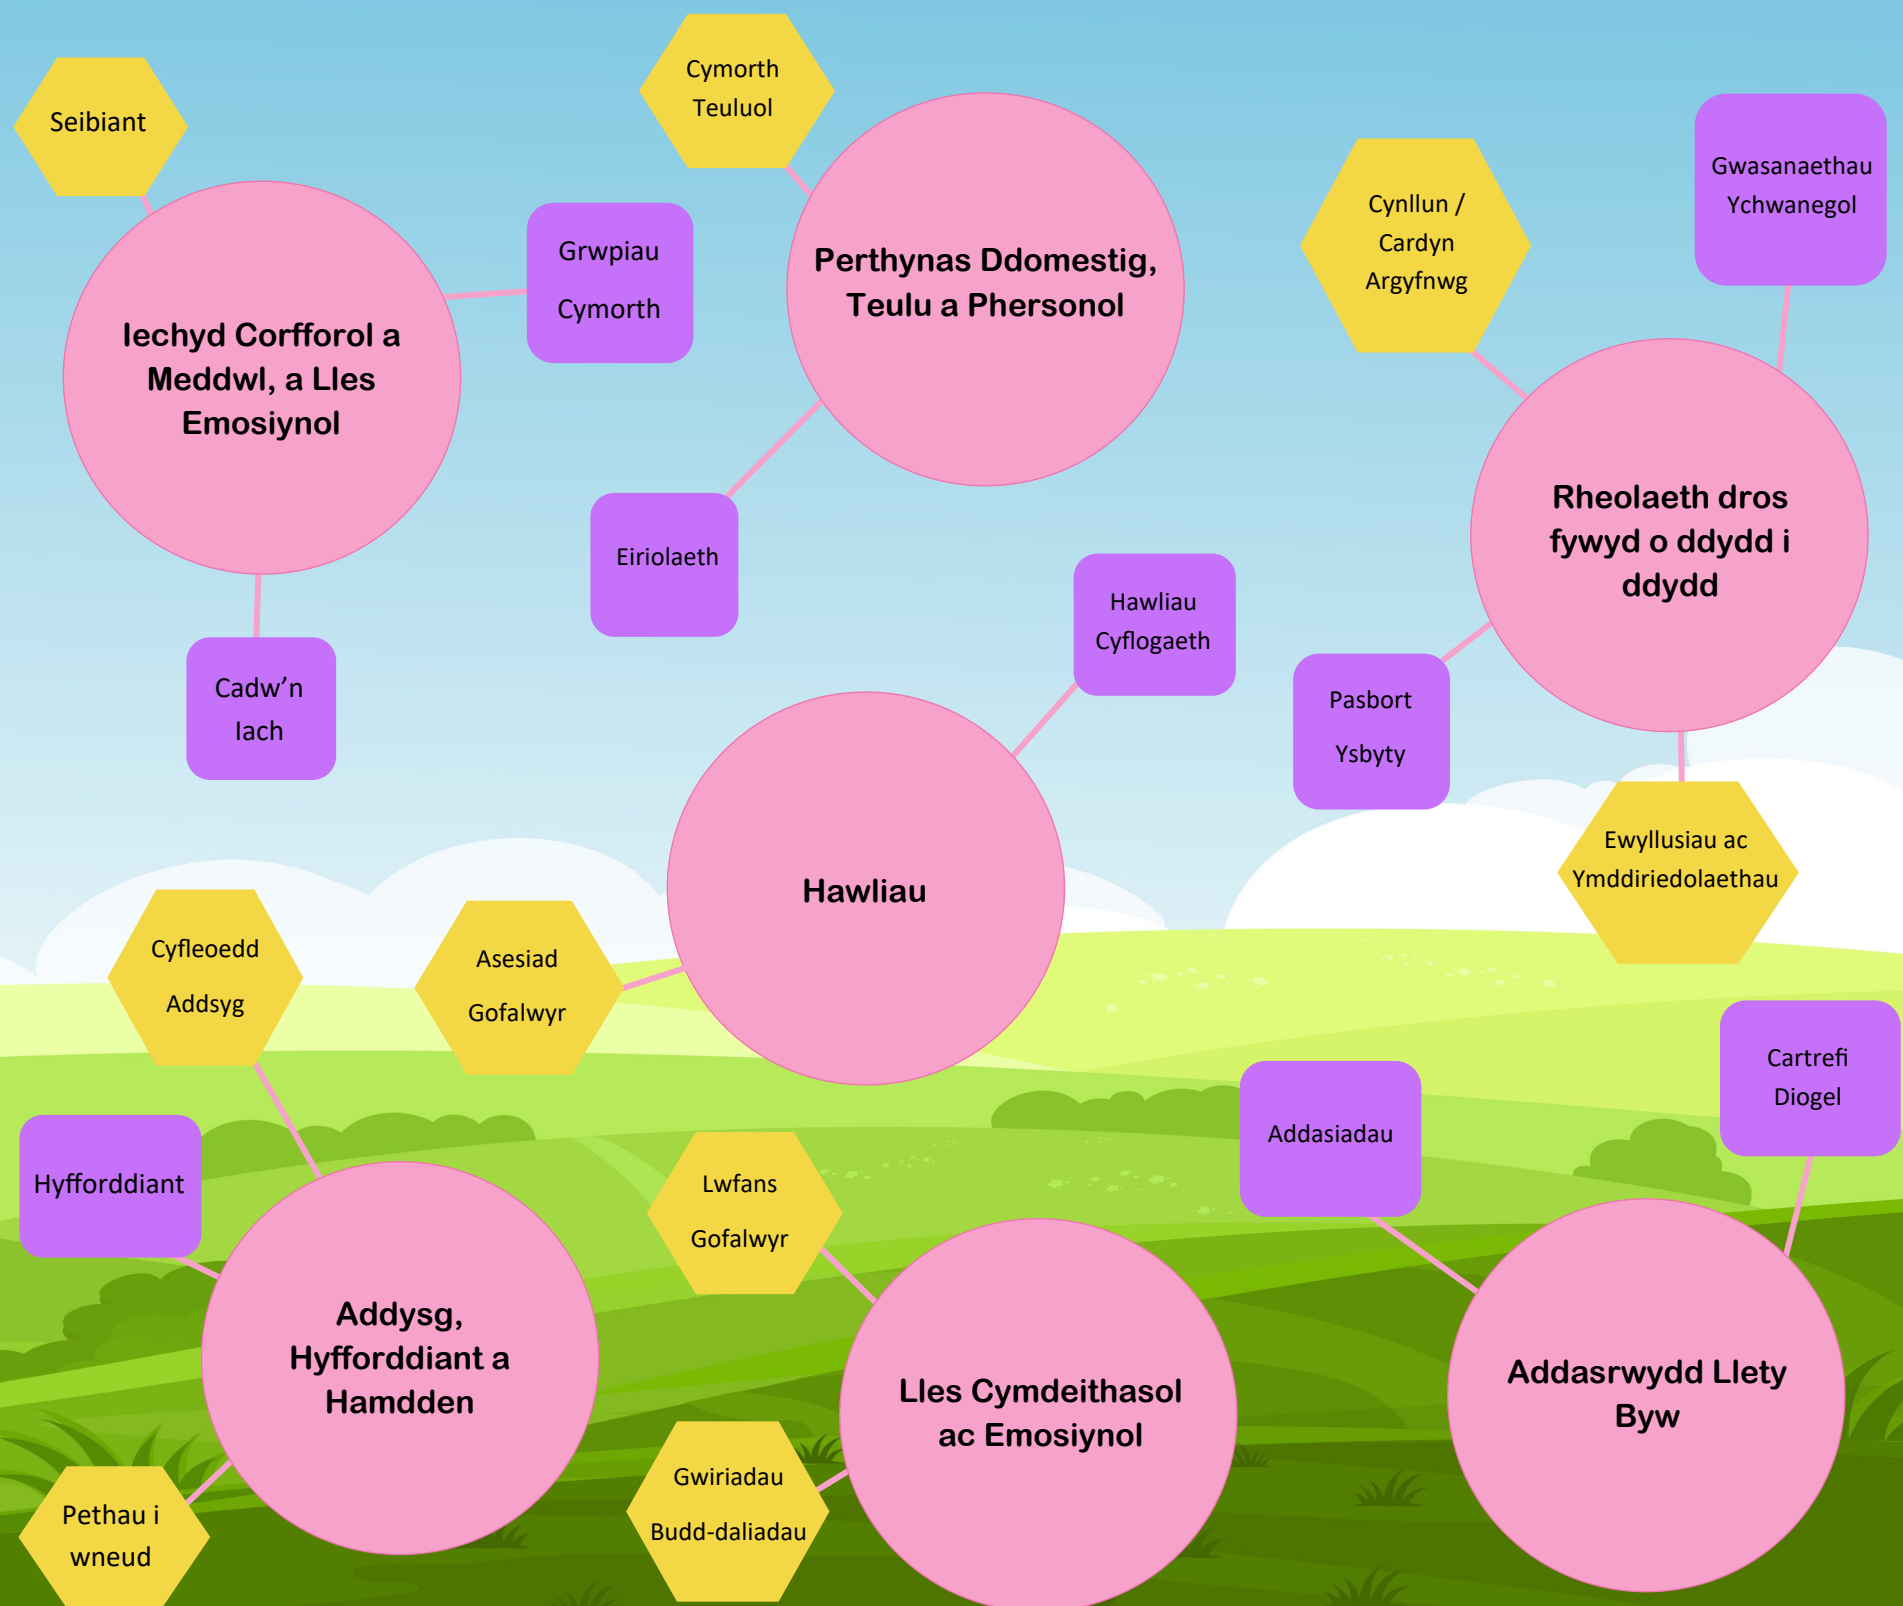 Seibiant
Iechyd Corfforol a
Meddwl, a Lles
Emosiynol
Grwpiau
Cymorth
Cadw’n
Iach
Cymorth
Teuluol
Perthynas Ddomestig,
Teulu a Phersonol
Eiriolaeth
Cynllun /
Cardyn
Argyfnwg
Gwasanaethau
Ychwanegol
Rheolaeth dros
fywyd o ddydd i
ddydd
Pasbort
Ysbyty
Ewyllusiau ac
Ymddiriedolaethau
Hawliau
Cyflogaeth
Hawliau
Asesiad
Gofalwyr
Cyfleoedd
Addsyg
Hyfforddiant
Addysg,
Hyfforddiant a
Hamdden
Pethau i
wneud
Lwfans
Gofalwyr
Lles Cymdeithasol
ac Emosiynol
Gwiriadau
Budd-daliadau
Addasiadau
Cartrefi
Diogel
Addasrwydd Llety
Byw